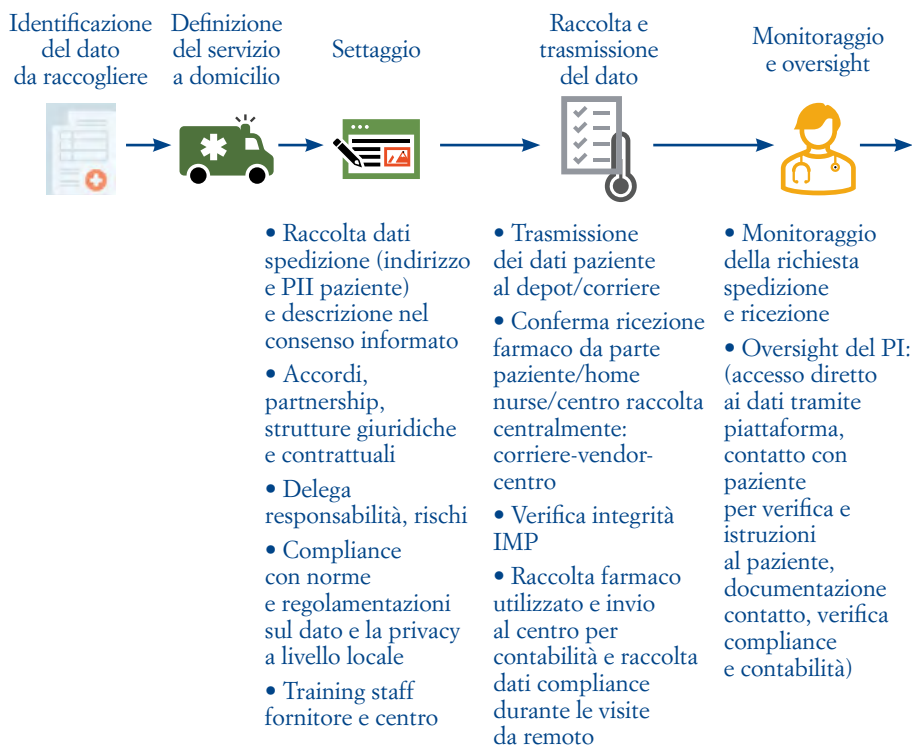 Identificazione
del dato
da raccogliere
Definizione
del servizio
a domicilio
Settaggio
Raccolta e
trasmissione
del dato
Monitoraggio
e oversight
• Raccolta dati
spedizione (indirizzo
e PII paziente)
e descrizione nel
consenso informato
• Accordi,
partnership,
strutture giuridiche
e contrattuali
• Delega
responsabilità, rischi
• Compliance
con norme
e regolamentazioni
sul dato e la privacy
a livello locale
• Training staff
fornitore e centro
• Trasmissione
dei dati paziente
al depot/corriere
• Conferma ricezione
farmaco da parte
paziente/home
nurse/centro raccolta
centralmente:
corriere-vendor-
centro
• Verifica integrità
IMP
• Raccolta farmaco
utilizzato e invio
al centro per
contabilità e raccolta
dati compliance
durante le visite
da remoto
• Monitoraggio
della richiesta
spedizione
e ricezione
• Oversight del PI:
(accesso diretto
ai dati tramite
piattaforma,
contatto con
paziente
per verifica e
istruzioni
al paziente,
documentazione
contatto, verifica
compliance
e contabilità)